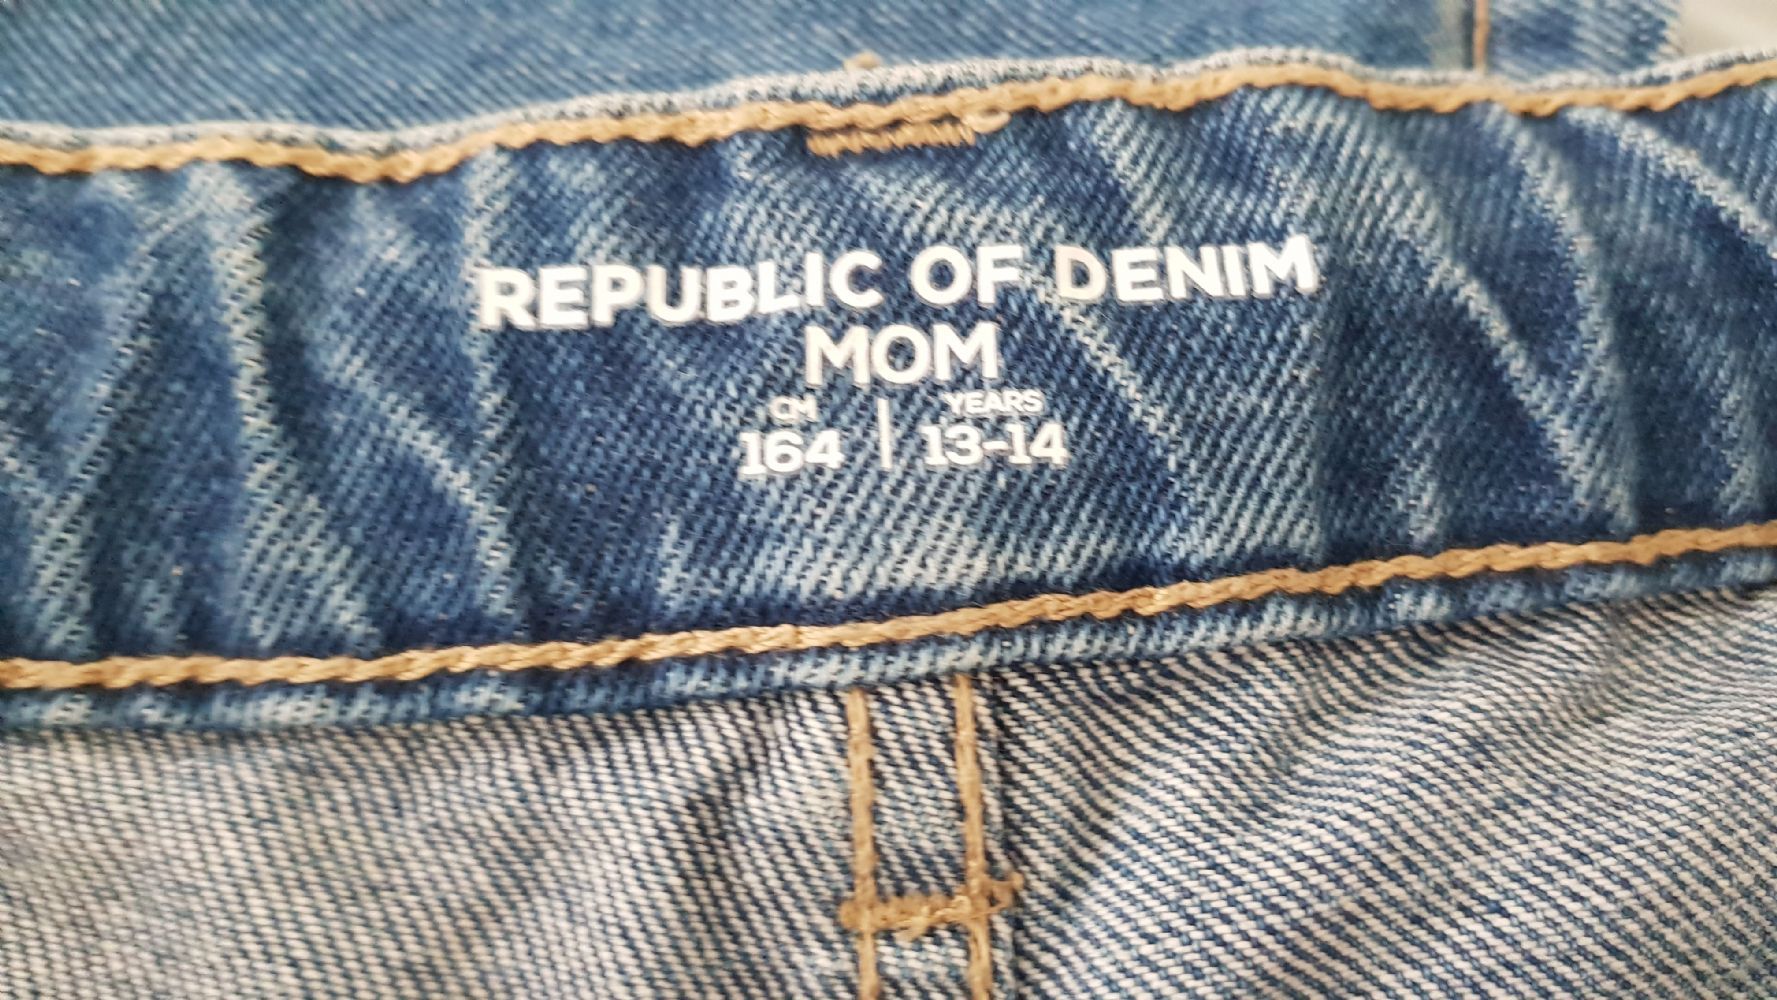 REPUBLIC OF DENIM
MOM
CM | YEARS
164 | 13-14